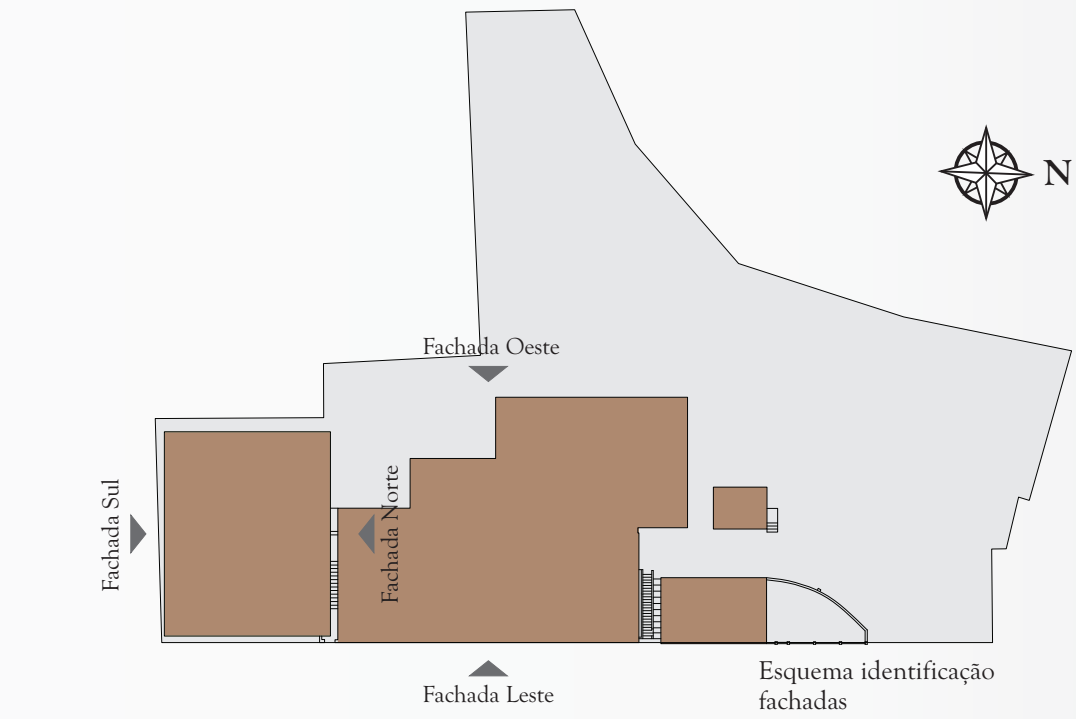 N
Fachada Oeste
Fachada Sul
Fachada Norte
Fachada Leste
Esquema identificação
fachadas